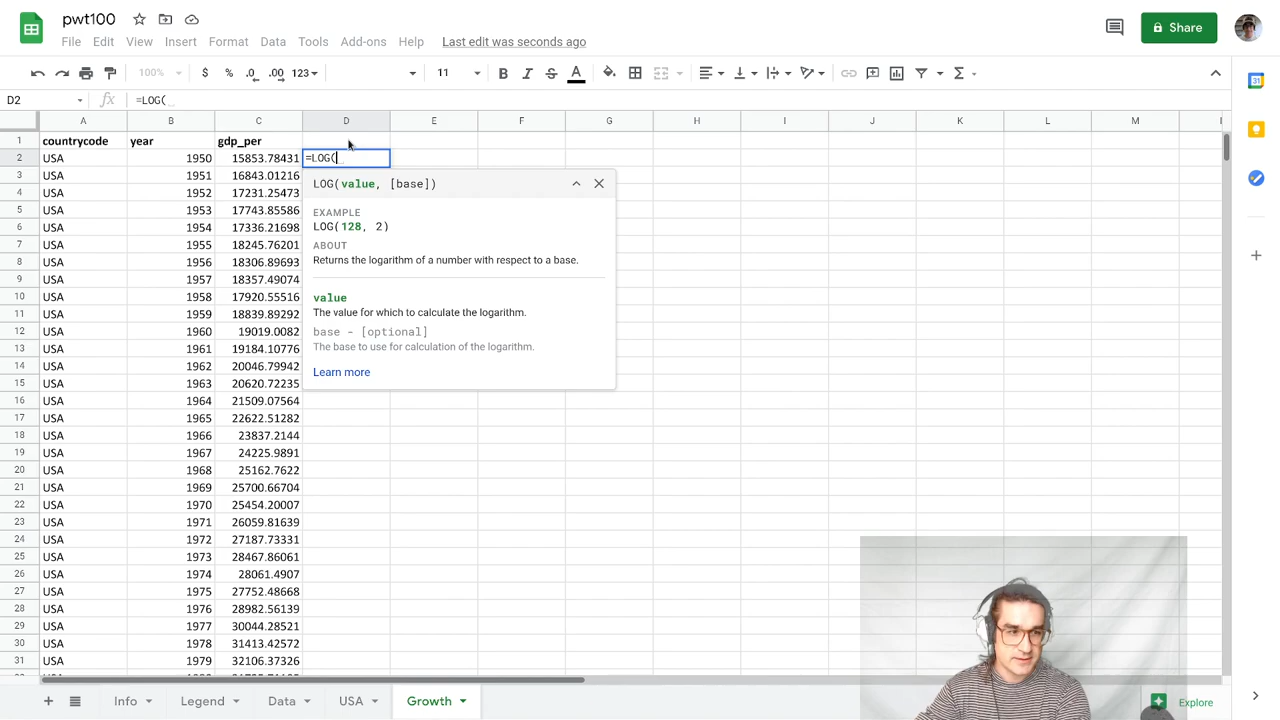 pwt100
File Edit View Insert Format Data Tools Add-ons Help Last edit was seconds ago
Share
100% $ % .0 .00 123 11 B I S A Σ
D2 fx =LOG(
A B C D E F G H I J K L M
1 countrycode year gdp_per
2 USA 1950 15853.78431 =LOG(
3 USA 1951 16843.01216
4 USA 1952 17231.25473
5 USA 1953 17743.85586
6 USA 1954 17336.21698
7 USA 1955 18245.76201
8 USA 1956 18306.89693
9 USA 1957 18357.49074
10 USA 1958 17920.55516
11 USA 1959 18839.89292
12 USA 1960 19019.0082
13 USA 1961 19184.10776
14 USA 1962 20046.79942
15 USA 1963 20620.72235
16 USA 1964 21509.07564
17 USA 1965 22622.51282
18 USA 1966 23837.2144
19 USA 1967 24225.9891
20 USA 1968 25162.7622
21 USA 1969 25700.66704
22 USA 1970 25454.20007
23 USA 1971 26059.81639
24 USA 1972 27187.73331
25 USA 1973 28467.86061
26 USA 1974 28061.4907
27 USA 1975 27752.48668
28 USA 1976 28982.56139
29 USA 1977 30044.28521
30 USA 1978 31413.42572
31 USA 1979 32106.37326
LOG(value, [base])
EXAMPLE
LOG(128, 2)
ABOUT
Returns the logarithm of a number with respect to a base.
value
The value for which to calculate the logarithm.
base - [optional]
The base to use for calculation of the logarithm.
Learn more
Info Legend Data USA Growth Explore